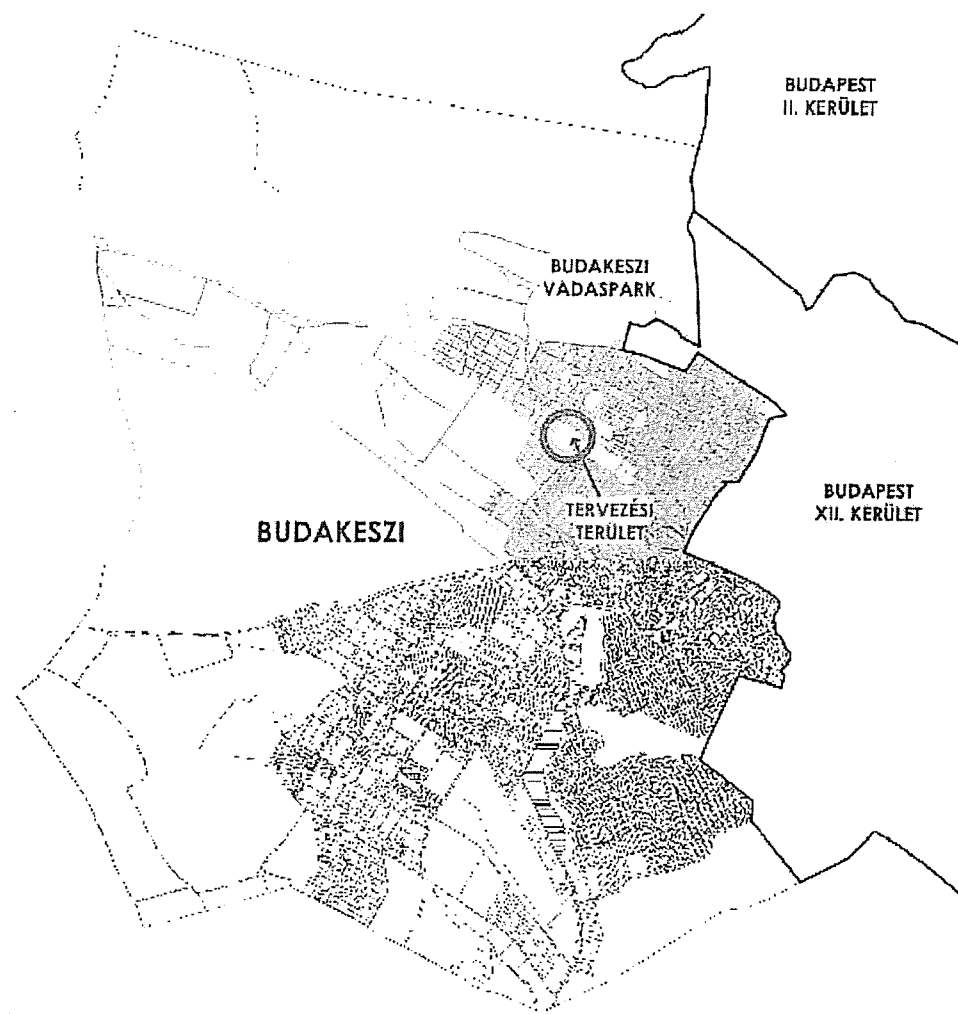 BUDAPEST
II. KERÜLET
BUDAKESZI
VADASPARK
TERVEZÉSI
TERÜLET
BUDAPEST
XII. KERÜLET
BUDAKESZI